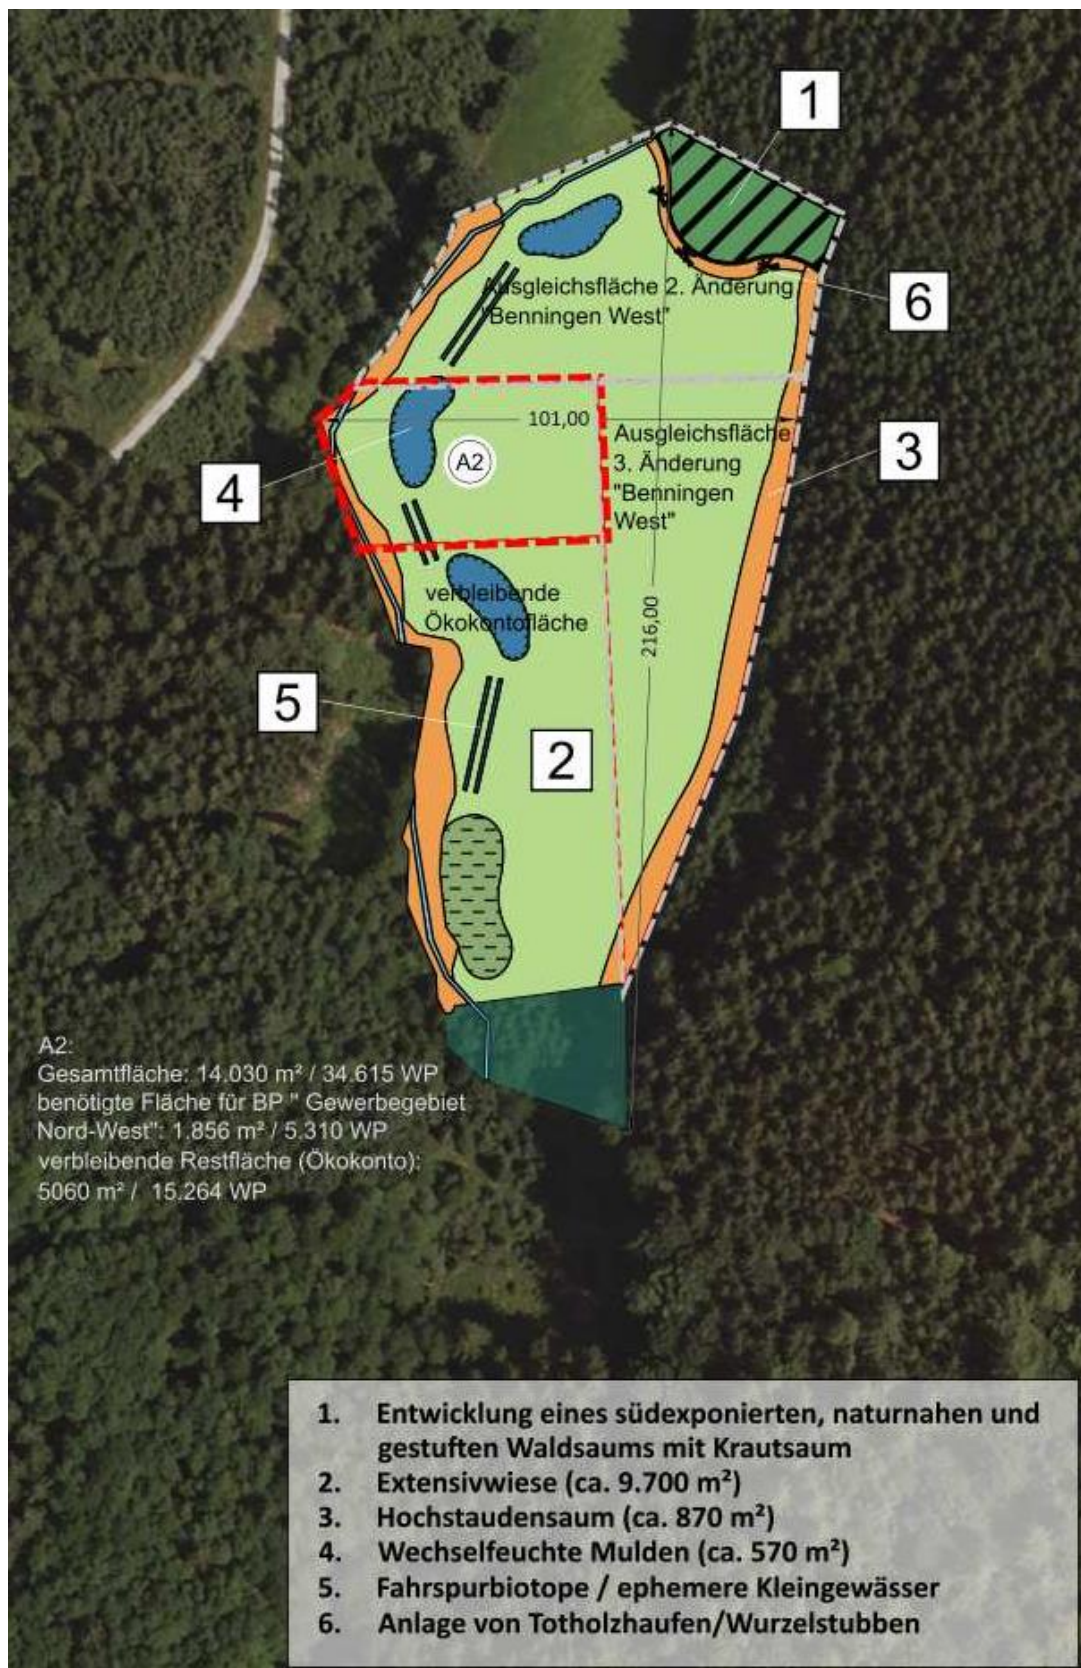 1
Ausgleichsfläche 2. Änderung
"Benningen West"
6
101,00
Ausgleichsfläche
3. Änderung
"Benningen
West"
3
A2
4
verbleibende
Ökokontofläche
216,00
5
2
A2:
Gesamtfläche: 14.030 m² / 34.615 WP
benötigte Fläche für BP " Gewerbegebiet
Nord-West": 1.856 m² / 5.310 WP
verbleibende Restfläche (Ökokonto):
5060 m² / 15.264 WP
1. Entwicklung eines südexponierten, naturnahen und
gestuften Waldsaums mit Krautsaum
2. Extensivwiese (ca. 9.700 m²)
3. Hochstaudensaum (ca. 870 m²)
4. Wechselfeuchte Mulden (ca. 570 m²)
5. Fahrspurbiotope / ephemere Kleingewässer
6. Anlage von Totholzhaufen/Wurzelstubben